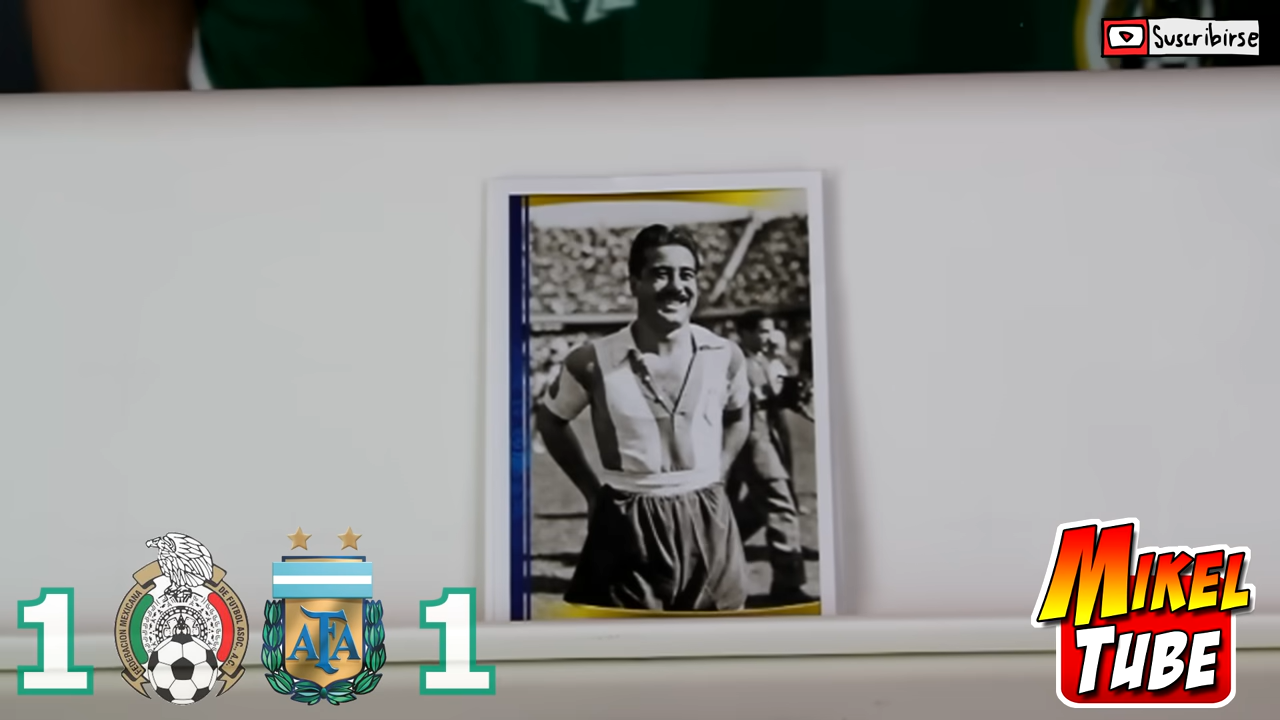 Suscribirse
1
FEDERACION MEXICANA DE FUTBOL ASOC., A.C.
AFA
1
MIKEL
TUBE